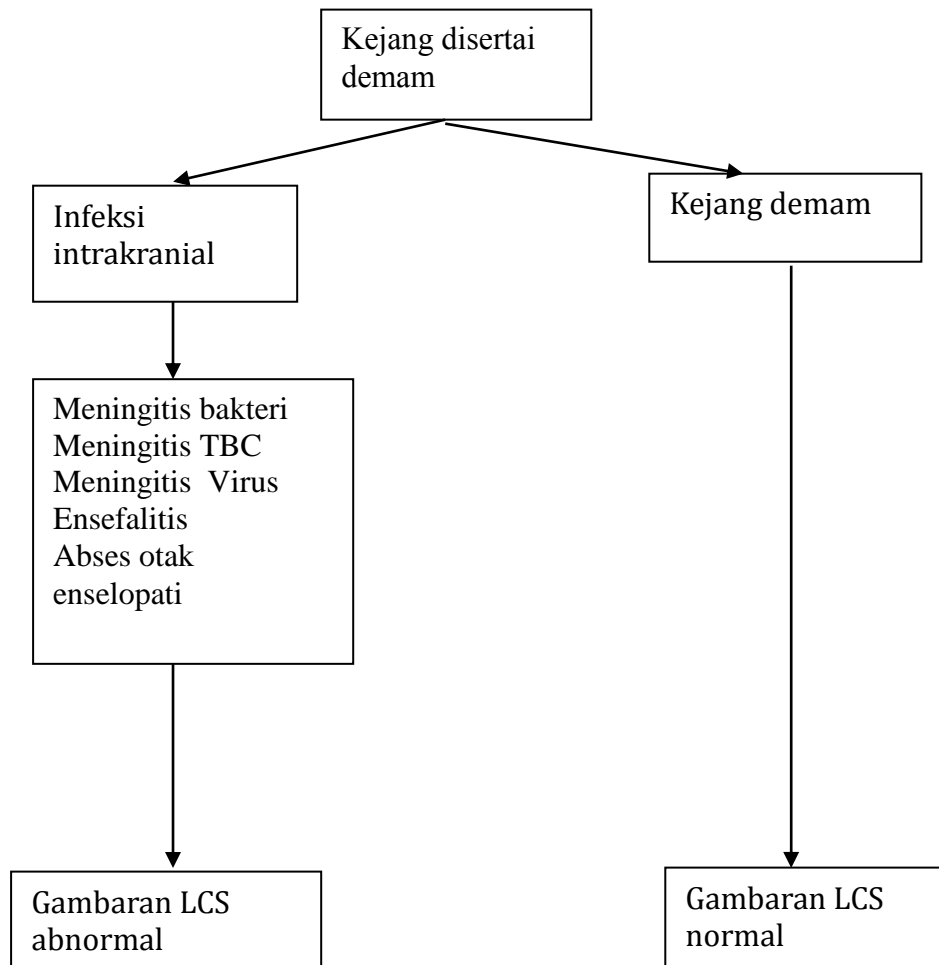 Kejang disertai
demam
Infeksi
intrakranial
Kejang demam
Meningitis bakteri
Meningitis TBC
Meningitis Virus
Ensefalitis
Abses otak
enselopati
Gambaran LCS
abnormal
Gambaran LCS
normal